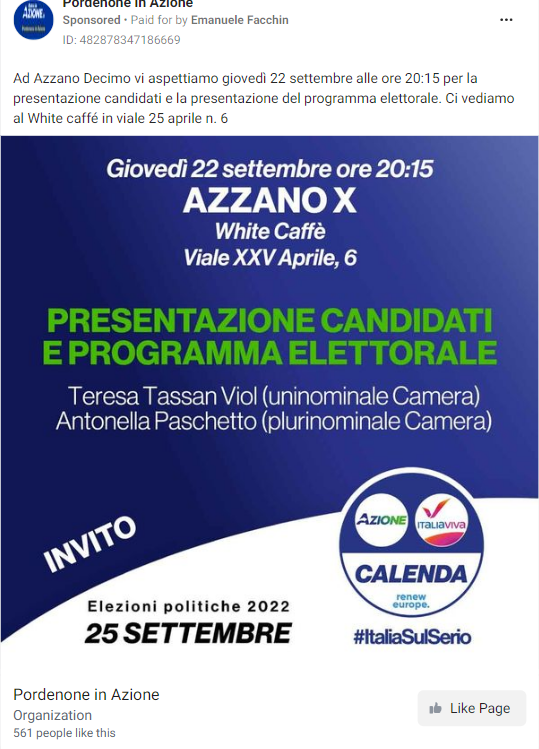 Pordenone in Azione
Sponsored • Paid for by Emanuele Facchin
ID: 482878347186669
Ad Azzano Decimo vi aspettiamo giovedì 22 settembre alle ore 20:15 per la
presentazione candidati e la presentazione del programma elettorale. Ci vediamo
al White caffé in viale 25 aprile n. 6
Giovedì 22 settembre ore 20:15
AZZANO X
White Caffè
Viale XXV Aprile, 6
PRESENTAZIONE CANDIDATI
E PROGRAMMA ELETTORALE
Teresa Tassan Viol (uninominale Camera)
Antonella Paschetto (plurinominale Camera)
INVITO
AZIONE
ITALIAVIVA
CALENDA
renew
europe.
Elezioni politiche 2022
25 SETTEMBRE
#ItaliaSulSerio
Pordenone in Azione
Organization
561 people like this
Like Page